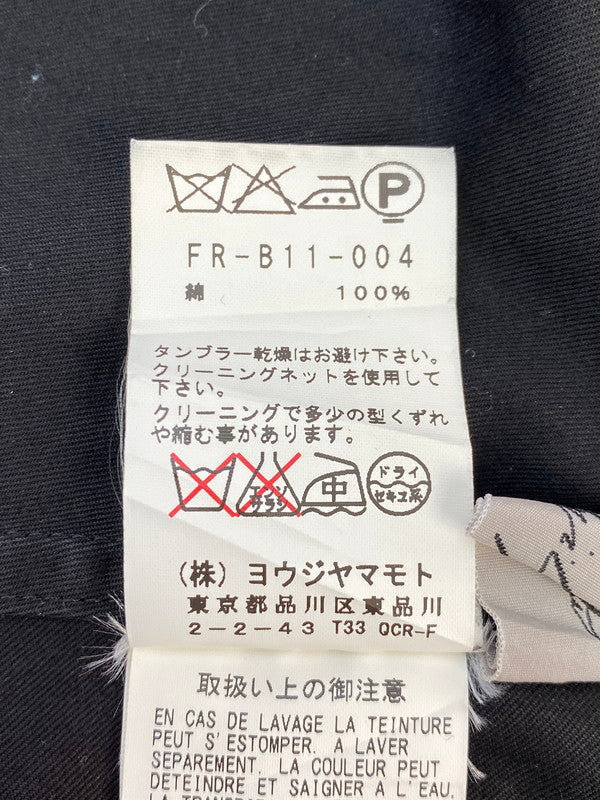 P
FR-B11-004
綿 100%
タンブラー乾燥はお避け下さい。
クリーニングネットを使用して
下さい。
クリーニングで多少の型くずれ
や縮む事があります。
エンソ
サラシ
中
ドライ
セキユ系
(株) ヨウジヤマモト
東京都品川区東品川
2-2-43 T33 QCR-F
取扱い上の御注意
EN CAS DE LAVAGE LA TEINTURE
PEUT S'ESTOMPER. A LAVER
SEPAREMENT. LA COULEUR PEUT
DETEINDRE ET SAIGNER A L'EAU,